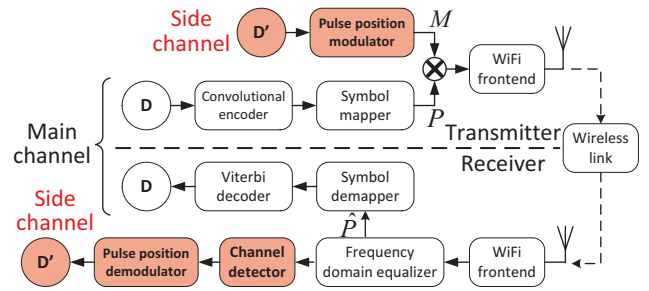 Side
channel
D'
Pulse position
modulator
M
WiFi
frontend
Main
channel
D
Convolutional
encoder
Symbol
mapper
P
Transmitter
Receiver
Wireless
link
D
Viterbi
decoder
Symbol
demapper
P̂
Side
channel
D'
Pulse position
demodulator
Channel
detector
Frequency
domain equalizer
WiFi
frontend